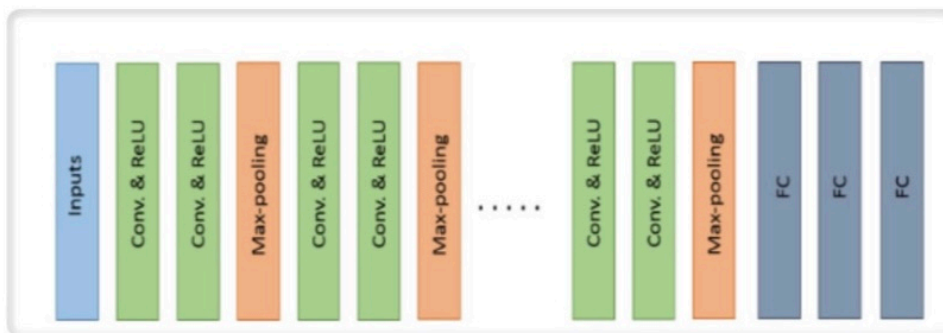 Inputs
Conv. & ReLU
Conv. & ReLU
Max-pooling
Conv. & ReLU
Conv. & ReLU
Max-pooling
.....
Conv. & ReLU
Conv. & ReLU
Max-pooling
FC
FC
FC